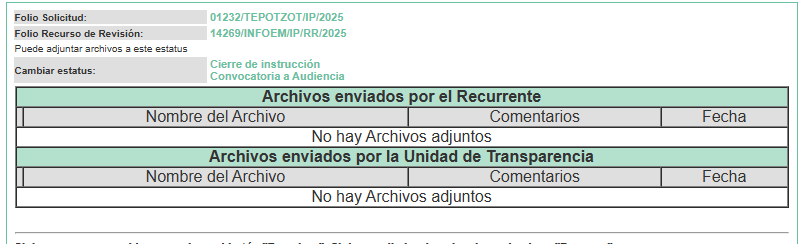 Folio Solicitud: 01232/TEPOTZOT/IP/2025
Folio Recurso de Revisión: 14269/INFOEM/IP/RR/2025
Puede adjuntar archivos a este estatus
Cambiar estatus: Cierre de instrucción
Convocatoria a Audiencia
Archivos enviados por el Recurrente
Nombre del Archivo Comentarios Fecha
No hay Archivos adjuntos
Archivos enviados por la Unidad de Transparencia
Nombre del Archivo Comentarios Fecha
No hay Archivos adjuntos